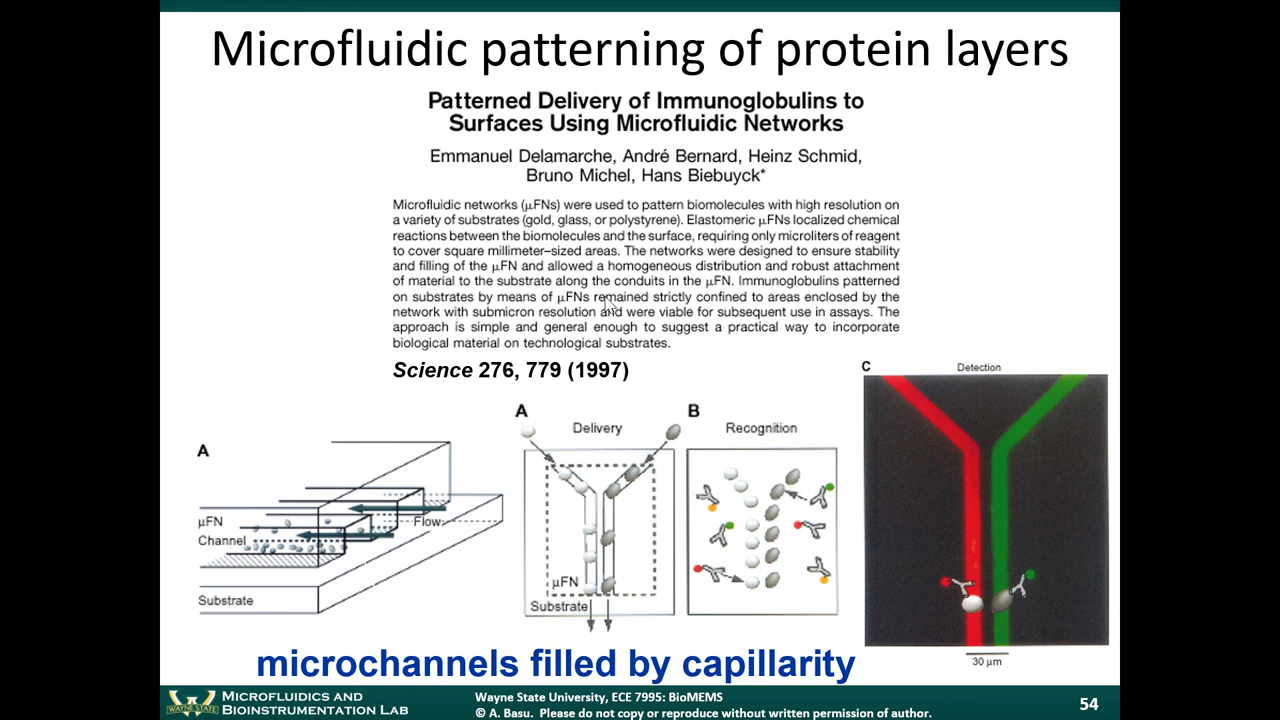 Microfluidic patterning of protein layers
Patterned Delivery of Immunoglobulins to
Surfaces Using Microfluidic Networks
Emmanuel Delamarche, André Bernard, Heinz Schmid,
Bruno Michel, Hans Biebuyck*
Microfluidic networks (μFNs) were used to pattern biomolecules with high resolution on
a variety of substrates (gold, glass, or polystyrene). Elastomeric μFNs localized chemical
reactions between the biomolecules and the surface, requiring only microliters of reagent
to cover square millimeter–sized areas. The networks were designed to ensure stability
and filling of the μFN and allowed a homogeneous distribution and robust attachment
of material to the substrate along the conduits in the μFN. Immunoglobulins patterned
on substrates by means of μFNs remained strictly confined to areas enclosed by the
network with submicron resolution and were viable for subsequent use in assays. The
approach is simple and general enough to suggest a practical way to incorporate
biological material on technological substrates.
Science 276, 779 (1997)
A
μFN
Channel
Flow
Substrate
A
Delivery
μFN
Substrate
B
Recognition
C
Detection
30 μm
microchannels filled by capillarity
WAYNE STATE
MICROFLUIDICS AND
BIOINSTRUMENTATION LAB
Wayne State University, ECE 7995: BioMEMS
© A. Basu. Please do not copy or reproduce without written permission of author.
54